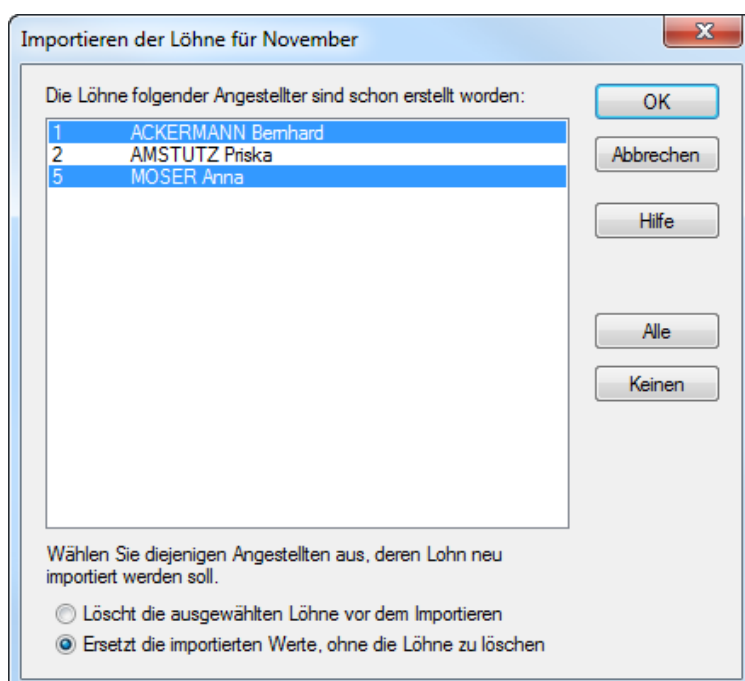 Importieren der Löhne für November
Die Löhne folgender Angestellter sind schon erstellt worden:
1 ACKERMANN Bernhard
2 AMSTUTZ Priska
5 MOSER Anna
OK
Abbrechen
Hilfe
Alle
Keinen
Wählen Sie diejenigen Angestellten aus, deren Lohn neu
importiert werden soll.
Löscht die ausgewählten Löhne vor dem Importieren
Ersetzt die importierten Werte, ohne die Löhne zu löschen